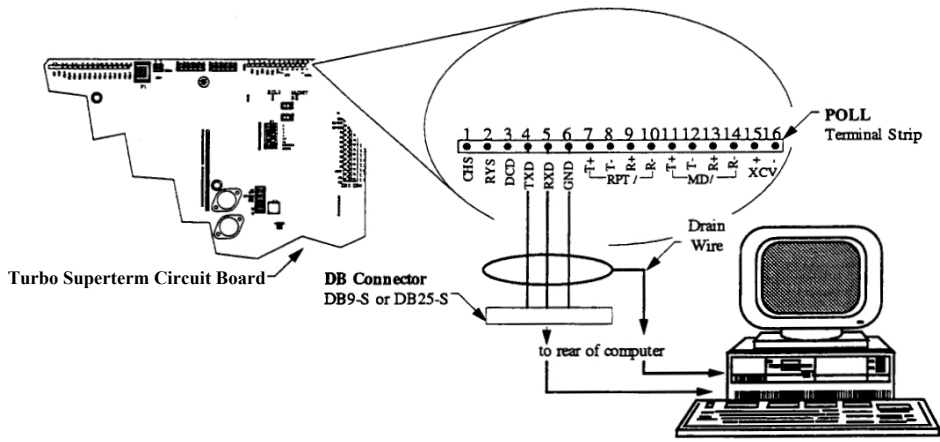 POLL
Terminal Strip
1 2 3 4 5 6 7 8 9 10 11 12 13 14 15 16
CHS
RYS
DCD
TXD
RXD
GND
T+ T- R+ R-
RPT /
T+ T- R+ R-
MD/
+ -
XCV
Drain
Wire
Turbo Superterm Circuit Board
DB Connector
DB9-S or DB25-S
to rear of computer